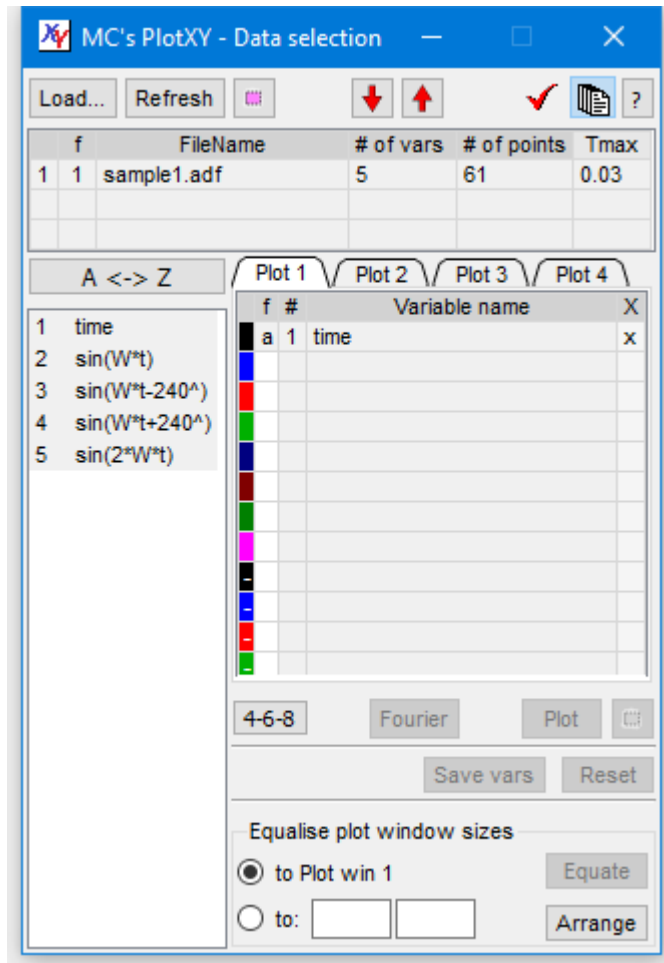 XY MC's PlotXY - Data selection
Load... Refresh ?
f FileName # of vars # of points Tmax
1 1 sample1.adf 5 61 0.03
A <-> Z Plot 1 Plot 2 Plot 3 Plot 4
f # Variable name X
a 1 time x
1 time
2 sin(W*t)
3 sin(W*t-240^)
4 sin(W*t+240^)
5 sin(2*W*t)
4-6-8 Fourier Plot
Save vars Reset
Equalise plot window sizes
to Plot win 1 Equate
to: Arrange